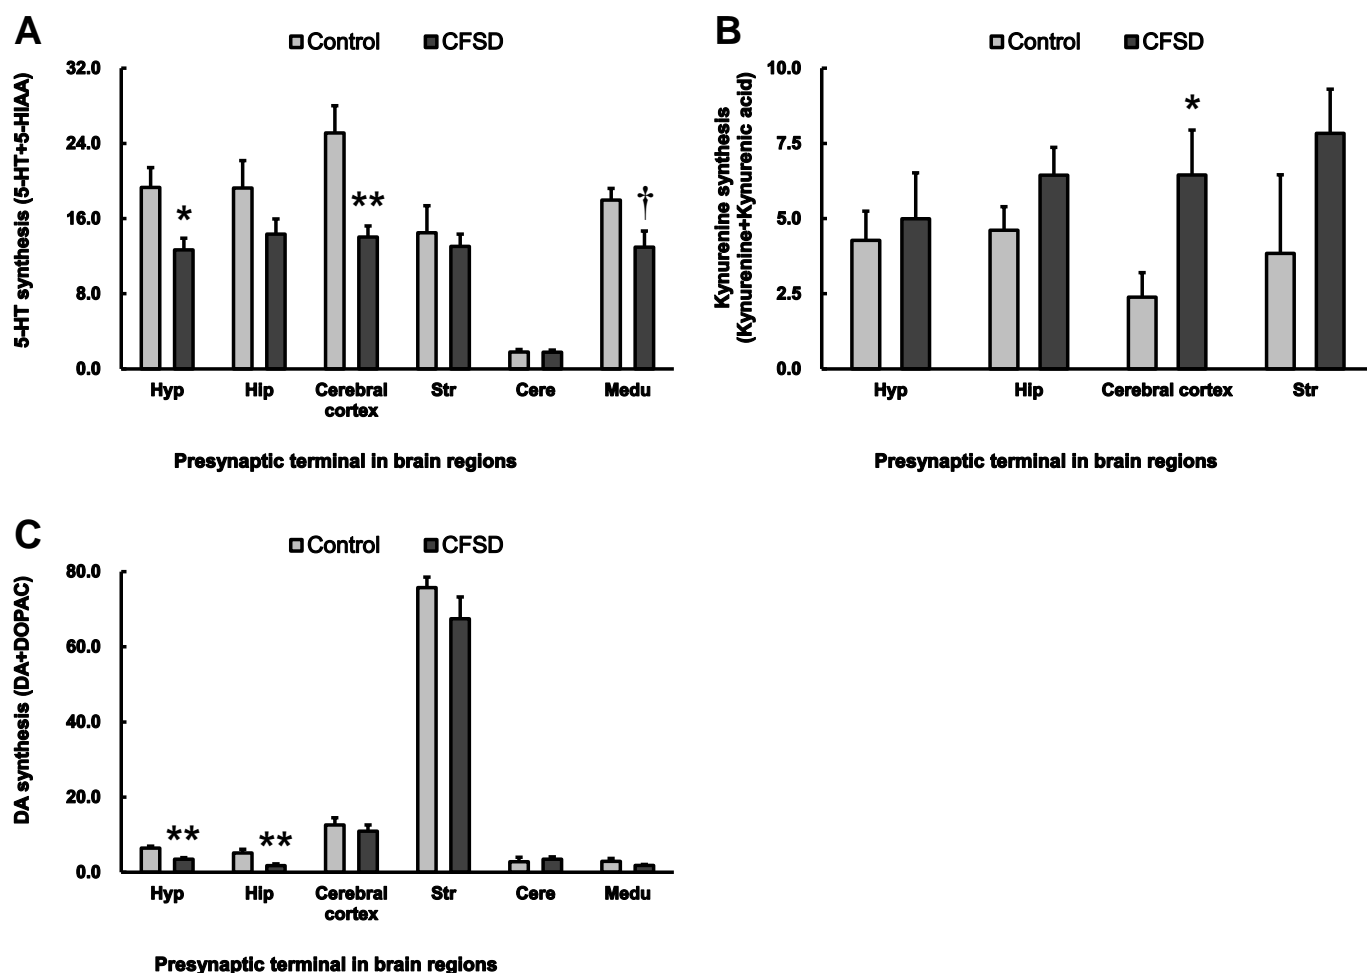 A
Control CFSD
5-HT synthesis (5-HT+5-HIAA)
32.0
24.0
16.0
8.0
0.0
*
**
†
Hyp Hip Cerebral cortex Str Cere Medu
Presynaptic terminal in brain regions
B
Control CFSD
Kynurenine synthesis
(Kynurenine+Kynurenic acid)
10.0
7.5
5.0
2.5
0.0
*
Hyp Hip Cerebral cortex Str
Presynaptic terminal in brain regions
C
Control CFSD
DA synthesis (DA+DOPAC)
80.0
60.0
40.0
20.0
0.0
**
**
Hyp Hip Cerebral cortex Str Cere Medu
Presynaptic terminal in brain regions